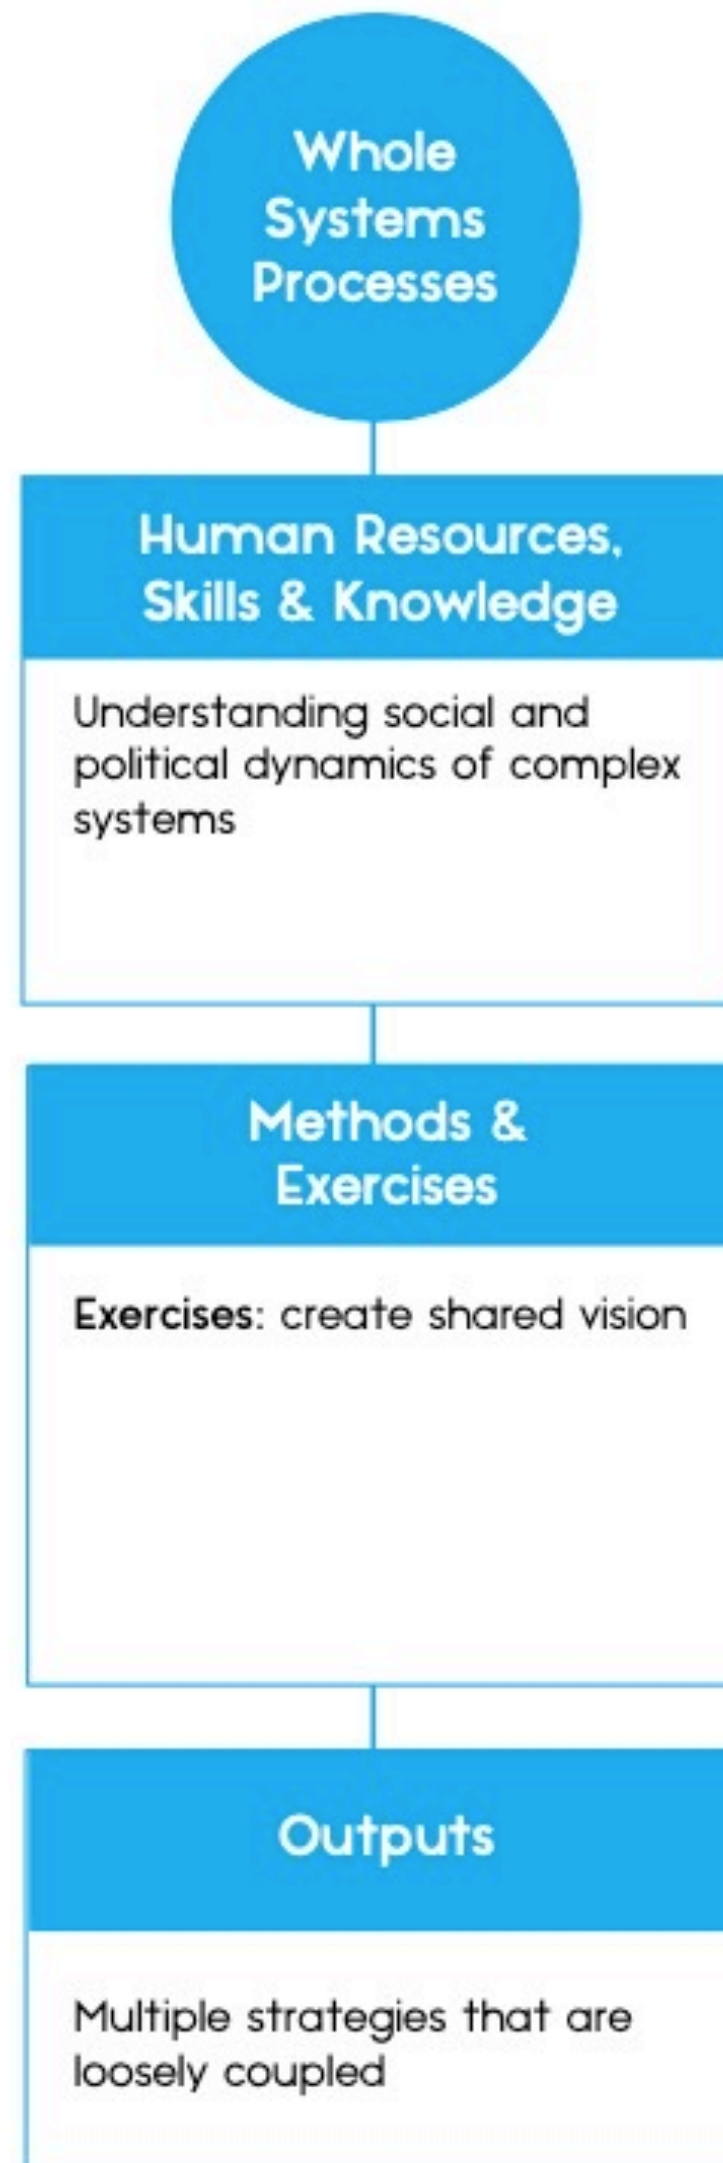 Whole
Systems
Processes
Human Resources,
Skills & Knowledge
Understanding social and
political dynamics of complex
systems
Methods &
Exercises
Exercises: create shared vision
Outputs
Multiple strategies that are
loosely coupled